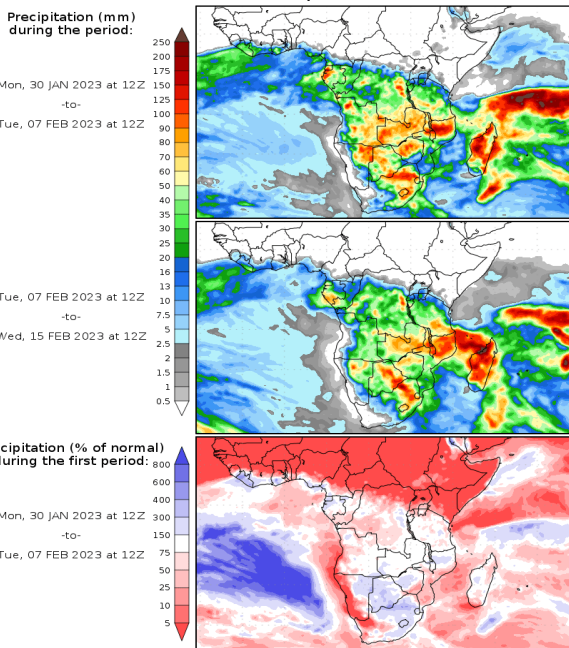 Precipitation (mm)
during the period:
250
200
175
150
125
100
90
80
70
60
50
40
35
30
25
20
16
13
10
7.5
5
2.5
2
1.5
1
0.5
Mon, 30 JAN 2023 at 12Z
-to-
Tue, 07 FEB 2023 at 12Z
Tue, 07 FEB 2023 at 12Z
-to-
Wed, 15 FEB 2023 at 12Z
cipitation (% of normal)
during the first period:
800
600
400
300
150
75
50
25
10
5
Mon, 30 JAN 2023 at 12Z
-to-
Tue, 07 FEB 2023 at 12Z